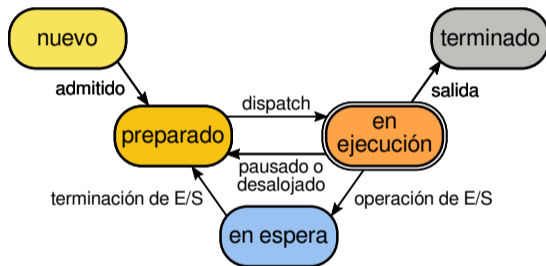 nuevo
terminado
admitido
salida
dispatch
preparado
en
ejecución
pausado o
desalojado
terminación de E/S
operación de E/S
en espera